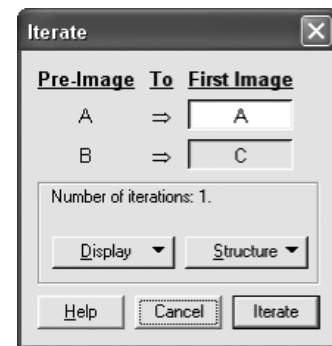 Iterate
Pre-Image To First Image
A ⇒ A
B ⇒ C
Number of iterations: 1.
Display Structure
Help Cancel Iterate